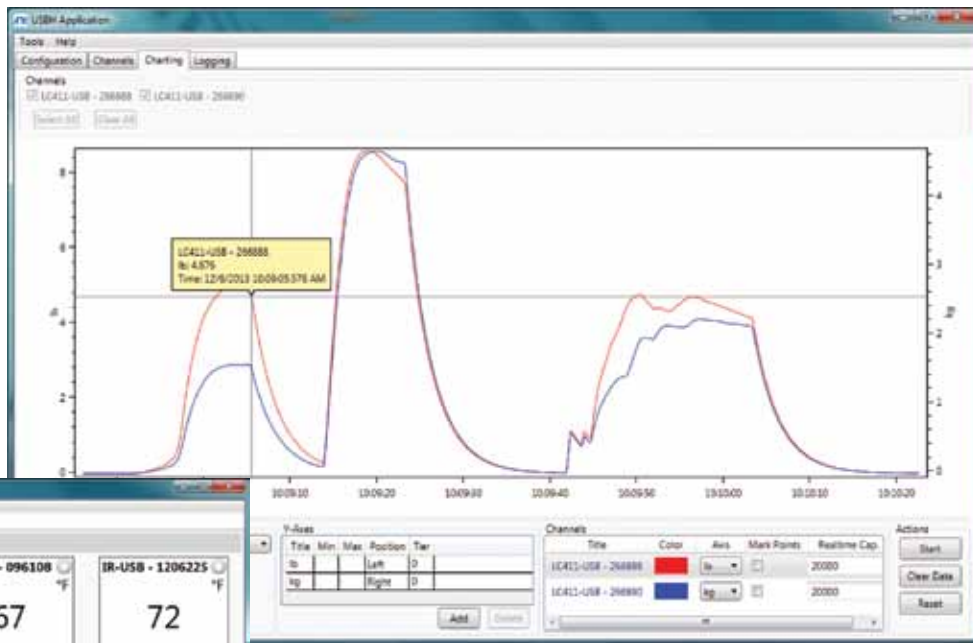 USBH Application
Tools Help
Configuration Channels Charting Logging
Channels
LC411-USB - 266888 LC411-USB - 266890
Select All Clear All
8
6
4
2
0
lb
LC411-USB - 266888
lb: 4.676
Time: 12/6/2013 10:09:05.376 AM
4
3
2
1
0
kg
10:09:10 10:09:20 10:09:30 10:09:40 10:09:50 10:10:00 10:10:10 10:10:20
Y-Axes
Title Min Max Position Tier
lb Left 0
kg Right 0
Add Delete
Channels
Title Color Axis Mark Points Realtime Cap.
LC411-USB - 266888 lb 20000
LC411-USB - 266890 kg 20000
Actions
Start
Clear Data
Reset
- 096108
°F
67
IR-USB - 1206225
°F
72